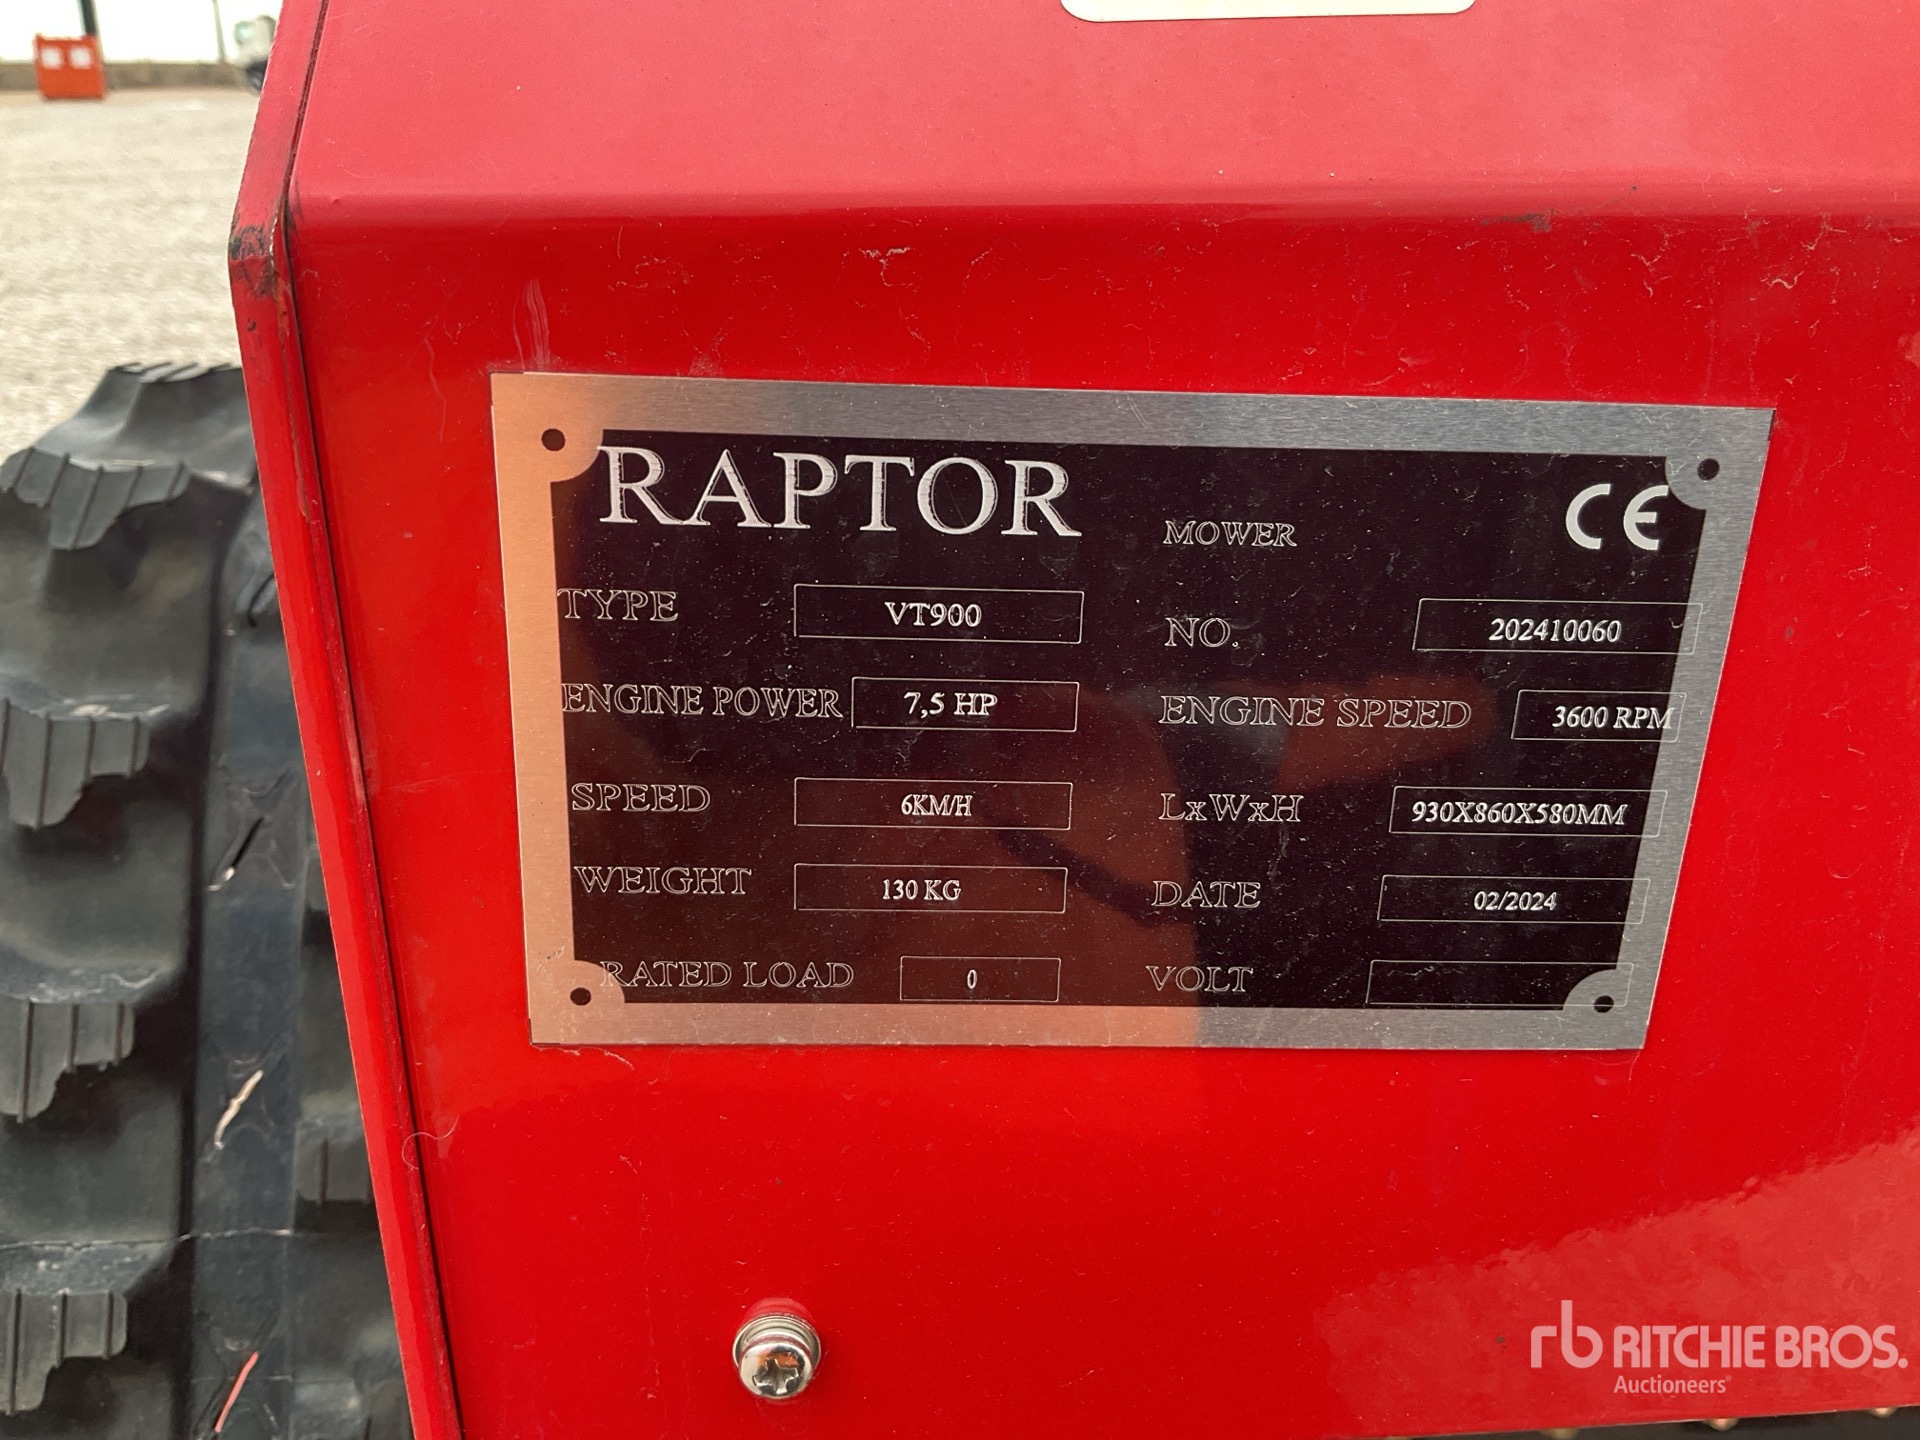 RAPTOR MOWER CE
TYPE VT900 NO. 202410060
ENGINE POWER 7,5 HP ENGINE SPEED 3600 RPM
SPEED 6KM/H LxWxH 930X860X580MM
WEIGHT 130 KG DATE 02/2024
RATED LOAD 0 VOLT
rb RITCHIE BROS.
Auctioneers